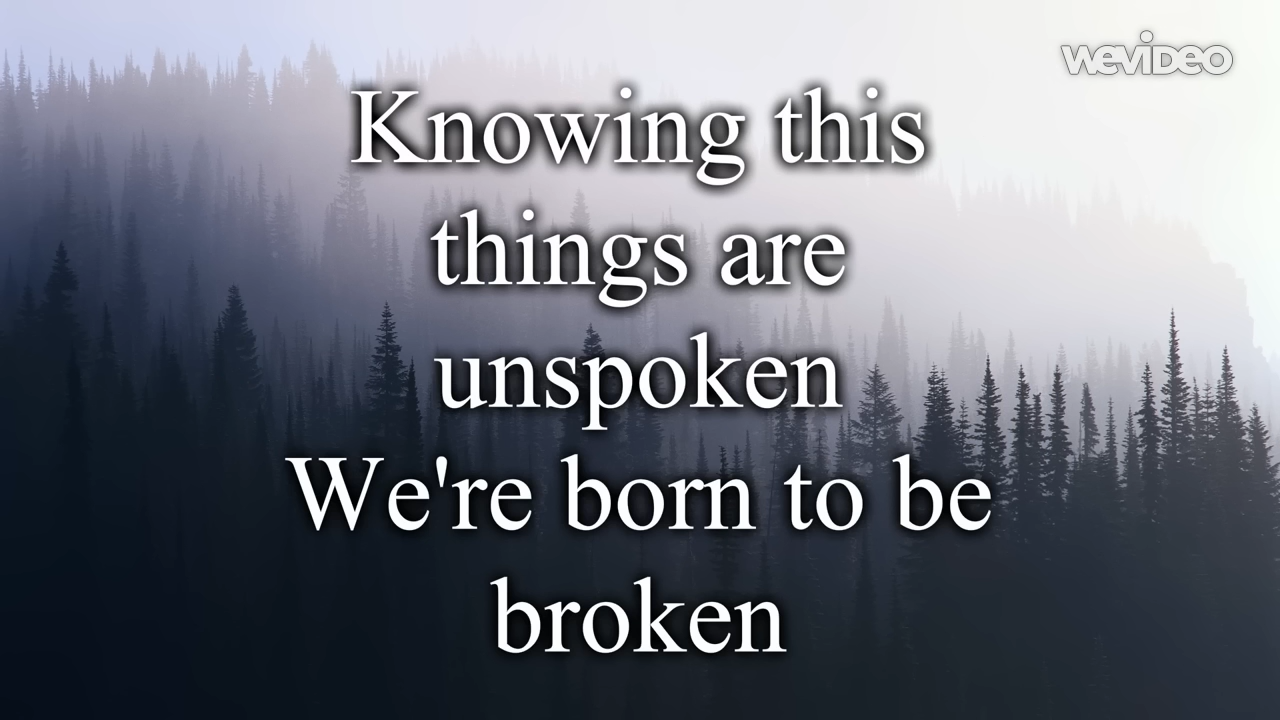 WEVIDEO
Knowing this
things are
unspoken
We're born to be
broken